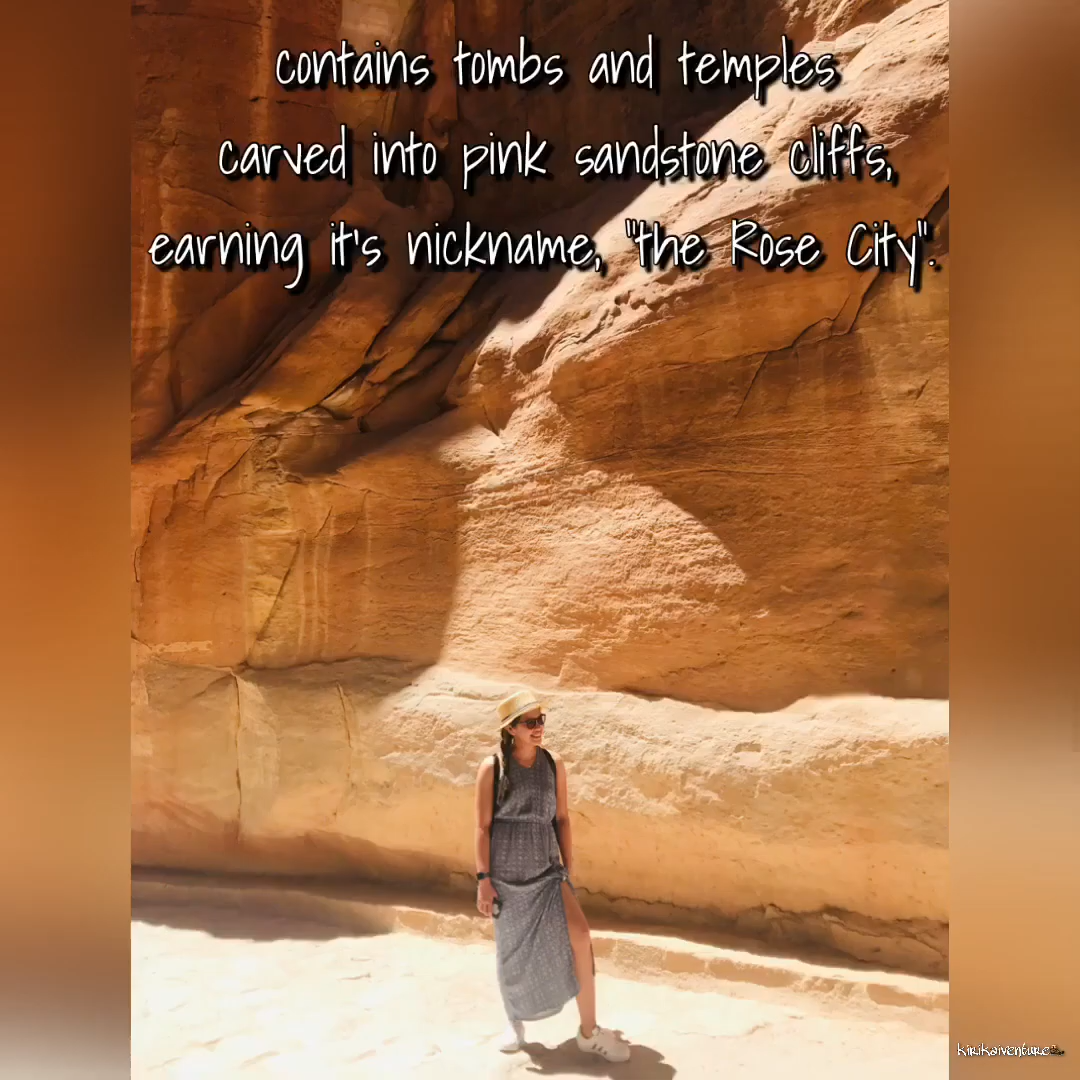 contains tombs and temples
carved into pink sandstone cliffs,
earning it's nickname, "the Rose City".